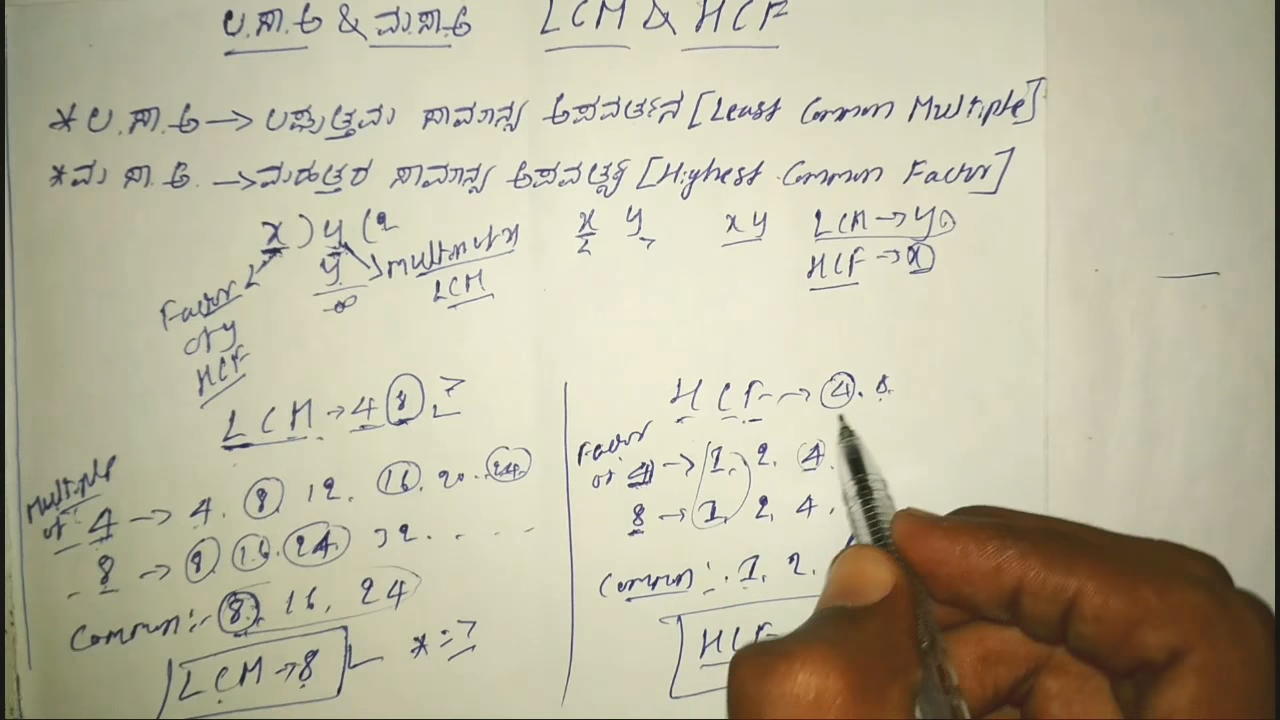 ಲ.ಸಾ.ಅ & ಮ.ಸಾ.ಅ LCM & HCF
* ಲ.ಸಾ.ಅ → ಲಘುತ್ತಮ ಸಾಮಾನ್ಯ ಅಪವರ್ತನ [Least Common Multiple]
* ಮ.ಸಾ.ಅ. → ಮಹತ್ತರ ಸಾಮಾನ್ಯ ಅಪವರ್ತ್ಯ [Highest Common Factor]
x ) y ( 2
y
Multiple of x
LCM
Factor
of y
HCF
x y
x y
LCM → y
HCF → x
LCM → 4 8 ?
Multiple
of 4 → 4. 8. 12. 16. 20. 24.
8 → 8. 16. 24. 32. . . .
Common:- 8. 16, 24
LCM → 8
* = ?
HCF → 4. 8.
Factor
of 4 → 1, 2, 4.
8 → 1, 2, 4.
Common:- 1, 2,
HCF